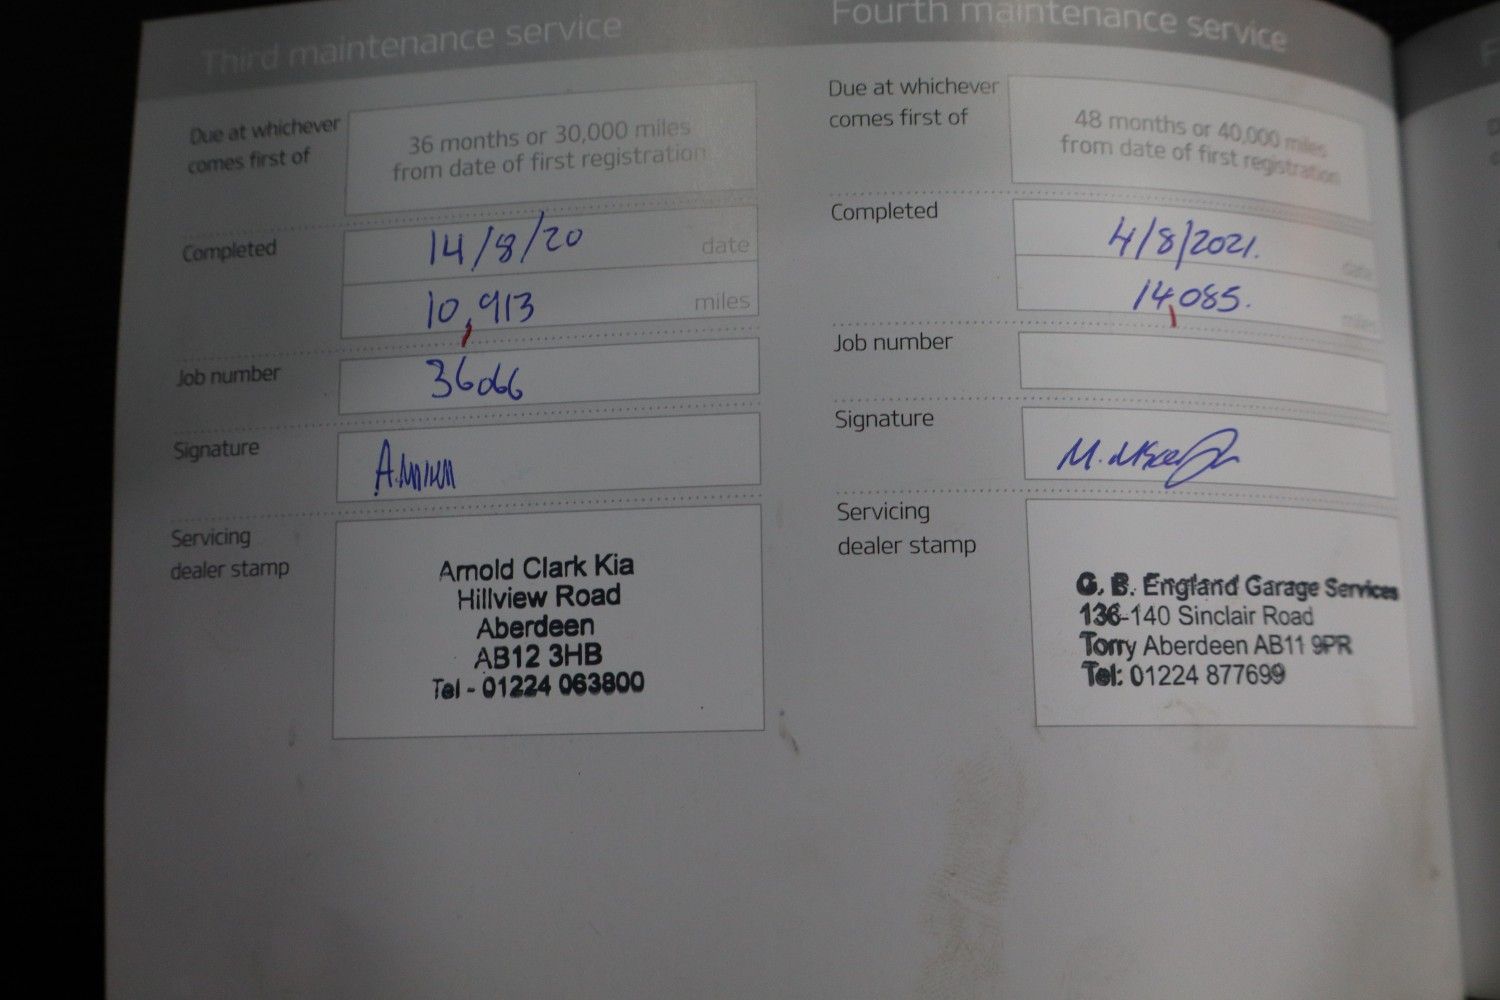 Third maintenance service
Due at whichever
comes first of
36 months or 30,000 miles
from date of first registration
Completed
14/8/20
date
10,913
miles
Job number
36066
Signature
Servicing
dealer stamp
Arnold Clark Kia
Hillview Road
Aberdeen
AB12 3HB
Tel - 01224 063800
Fourth maintenance service
Due at whichever
comes first of
48 months or 40,000 miles
from date of first registration
Completed
4/8/2021.
date
14,085.
miles
Job number
Signature
Servicing
dealer stamp
G. B. England Garage Services
136-140 Sinclair Road
Torry Aberdeen AB11 9PR
Tel: 01224 877699